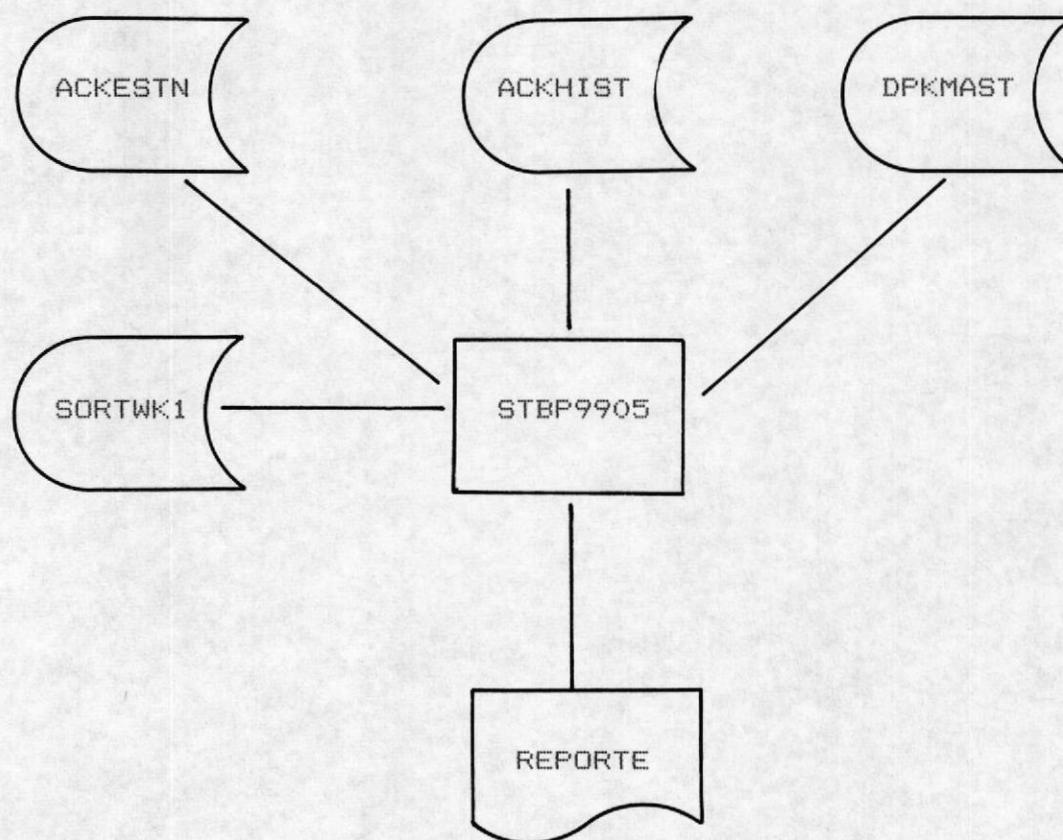 ACKESTN
ACKHIST
DPKMAST
SORTWK1
STBP9905
REPORTE